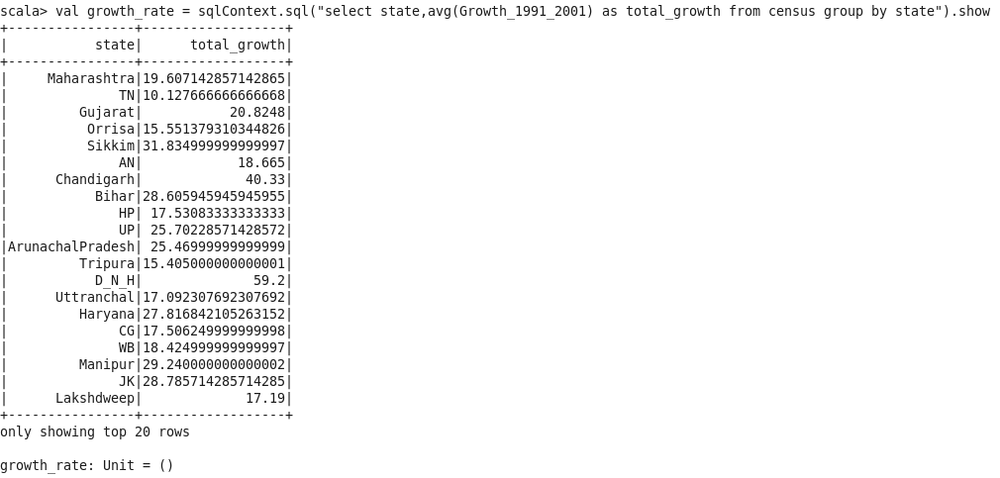 scala> val growth_rate = sqlContext.sql("select state,avg(Growth_1991_2001) as total_growth from census group by state").show
+----------------+------------------+
|           state|      total_growth|
+----------------+------------------+
|     Maharashtra|19.607142857142865|
|              TN|10.127666666666668|
|         Gujarat|           20.8248|
|          Orrisa|15.551379310344826|
|          Sikkim|31.834999999999997|
|              AN|            18.665|
|      Chandigarh|             40.33|
|           Bihar|28.605945945945955|
|              HP| 17.53083333333333|
|              UP| 25.70228571428572|
|ArunachalPradesh| 25.46999999999999|
|         Tripura|15.405000000000001|
|           D_N_H|              59.2|
|      Uttranchal|17.092307692307692|
|         Haryana|27.816842105263152|
|              CG|17.506249999999998|
|              WB|18.424999999999997|
|         Manipur|29.240000000000002|
|              JK|28.785714285714285|
|      Lakshdweep|             17.19|
+----------------+------------------+
only showing top 20 rows
growth_rate: Unit = ()